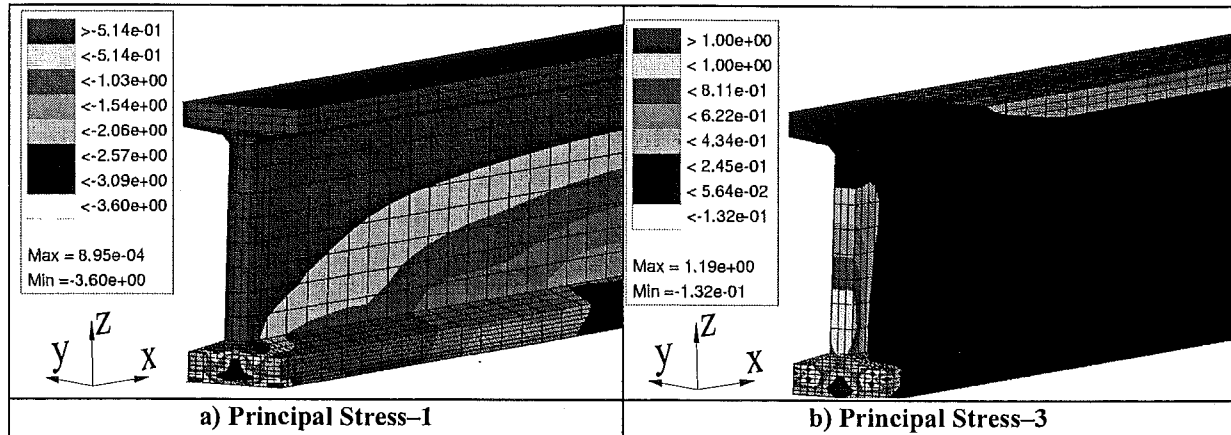 >-5.14e-01
<-5.14e-01
<-1.03e+00
<-1.54e+00
<-2.06e+00
<-2.57e+00
<-3.09e+00
<-3.60e+00
Max = 8.95e-04
Min =-3.60e+00
z
y x
a) Principal Stress–1
> 1.00e+00
< 1.00e+00
< 8.11e-01
< 6.22e-01
< 4.34e-01
< 2.45e-01
< 5.64e-02
<-1.32e-01
Max = 1.19e+00
Min =-1.32e-01
z
y x
b) Principal Stress–3